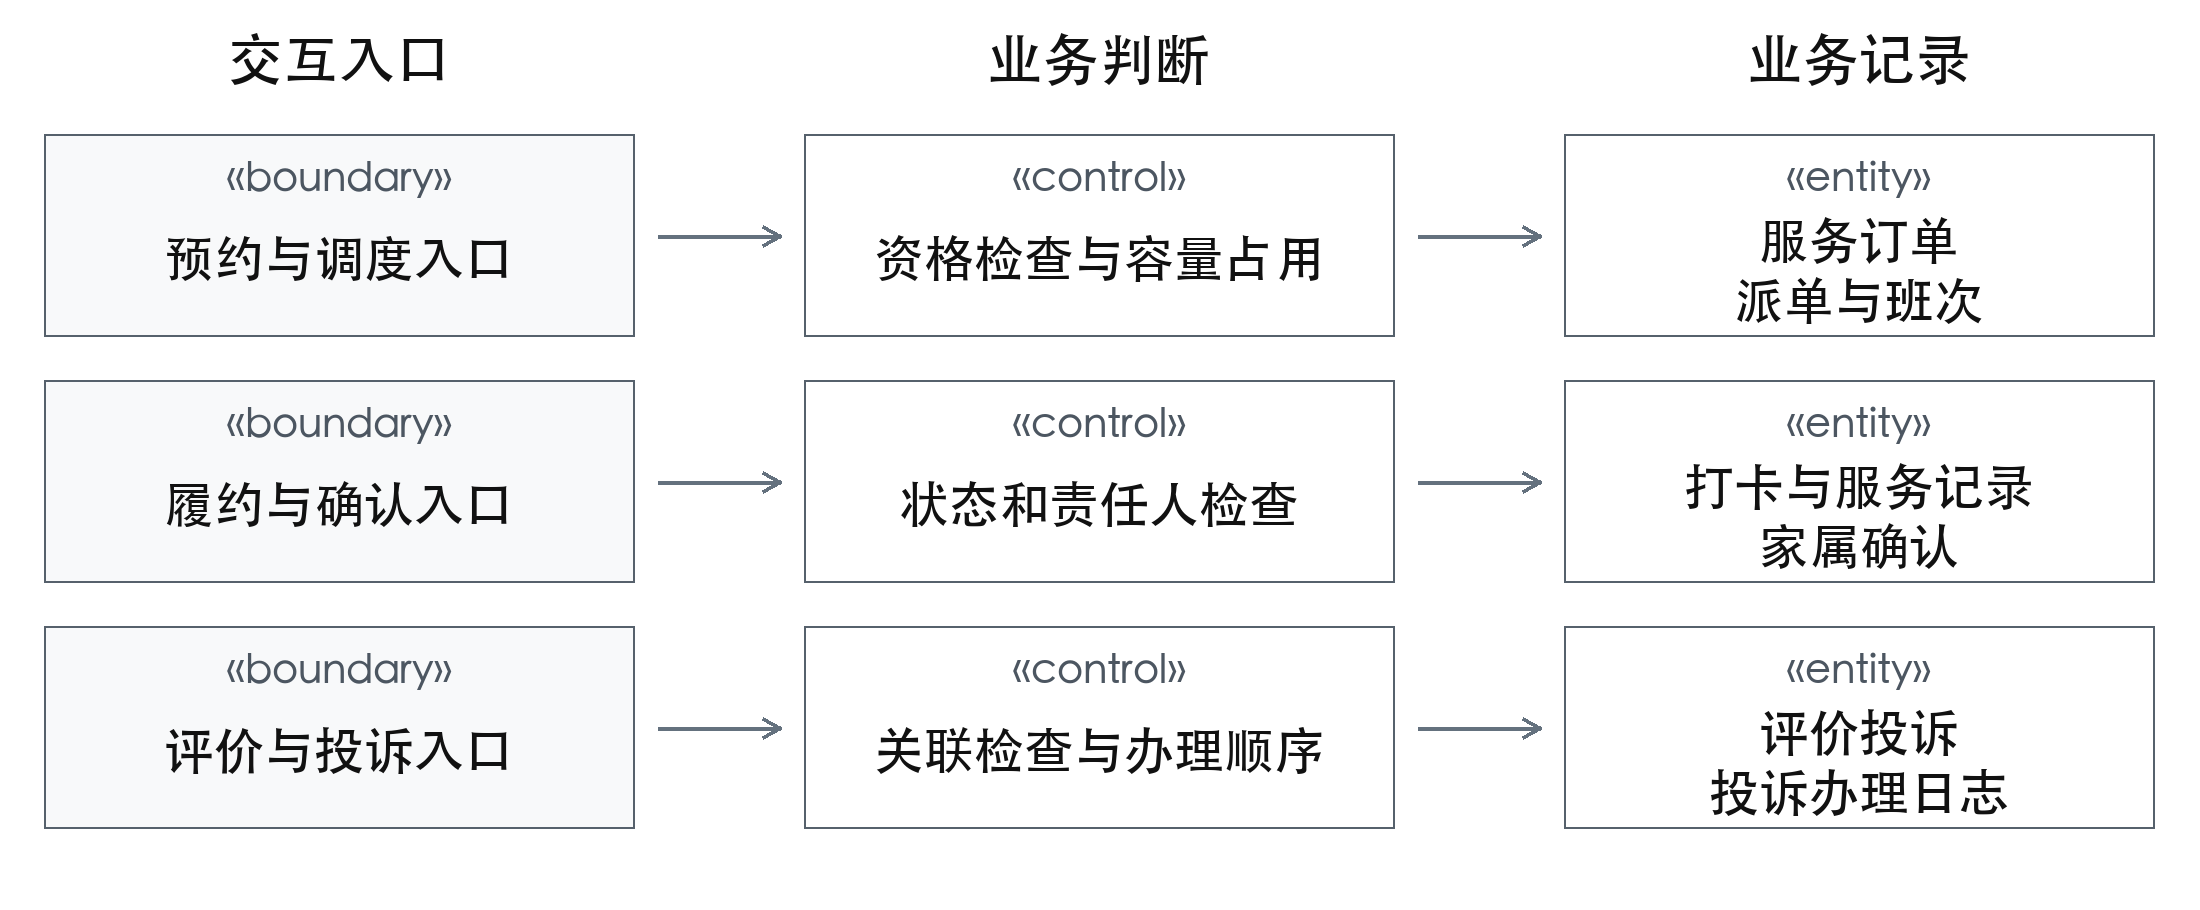 交互入口
业务判断
业务记录
«boundary»
预约与调度入口
«control»
资格检查与容量占用
«entity»
服务订单
派单与班次
«boundary»
履约与确认入口
«control»
状态和责任人检查
«entity»
打卡与服务记录
家属确认
«boundary»
评价与投诉入口
«control»
关联检查与办理顺序
«entity»
评价投诉
投诉办理日志